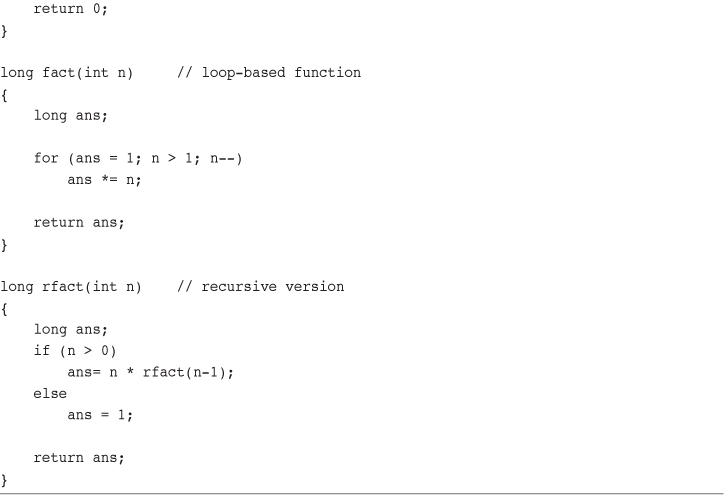 return 0;
}
long fact(int n)     // loop-based function
{
    long ans;
    for (ans = 1; n > 1; n--)
        ans *= n;
    return ans;
}
long rfact(int n)    // recursive version
{
    long ans;
    if (n > 0)
        ans= n * rfact(n-1);
    else
        ans = 1;
    return ans;
}